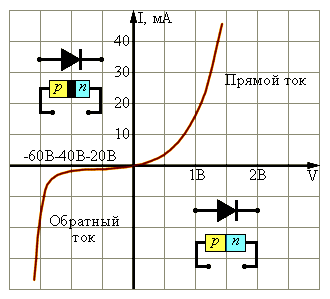 I, мА
40
30
20
10
p n
Прямой ток
-60В-40В-20В
1В 2В V
Обратный
ток
p n